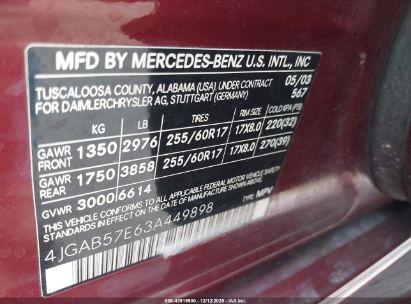 MFD BY MERCEDES-BENZ U.S. INTL., INC
TUSCALOOSA COUNTY, ALABAMA (USA) UNDER CONTRACT 05/03
FOR DAIMLERCHRYSLER AG, STUTTGART (GERMANY) 567
KG LB TIRES RIM SIZE COLD KPA (PSI)
GAWR FRONT 1350 2976 255/60R17 17X8.0 220(32)
GAWR REAR 1750 3858 255/60R17 17X8.0 270(39)
GVWR 3000 6614
THIS VEHICLE CONFORMS TO ALL APPLICABLE FEDERAL MOTOR VEHICLE
SAFETY STANDARDS IN EFFECT ON THE DATE OF MANUFACTURE SHOWN ABOVE.
4JGAB57E63A449898 TYPE: MPV